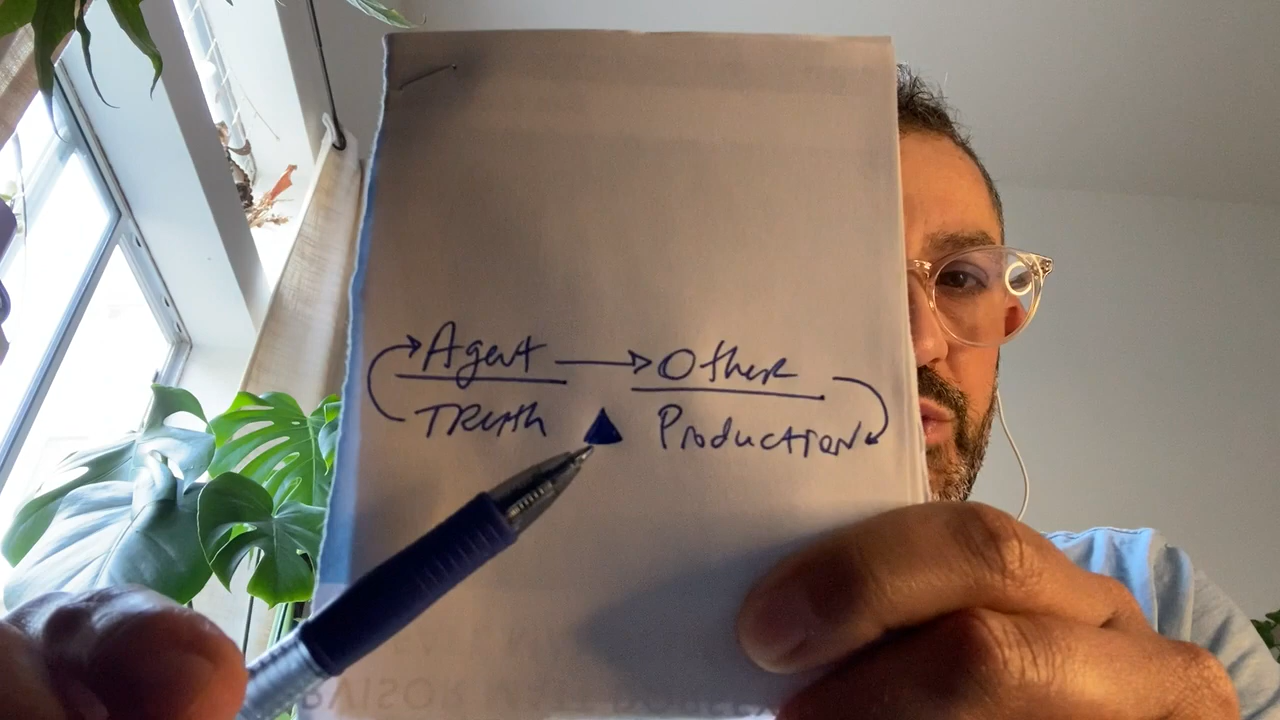 Agent → Other
Truth Production